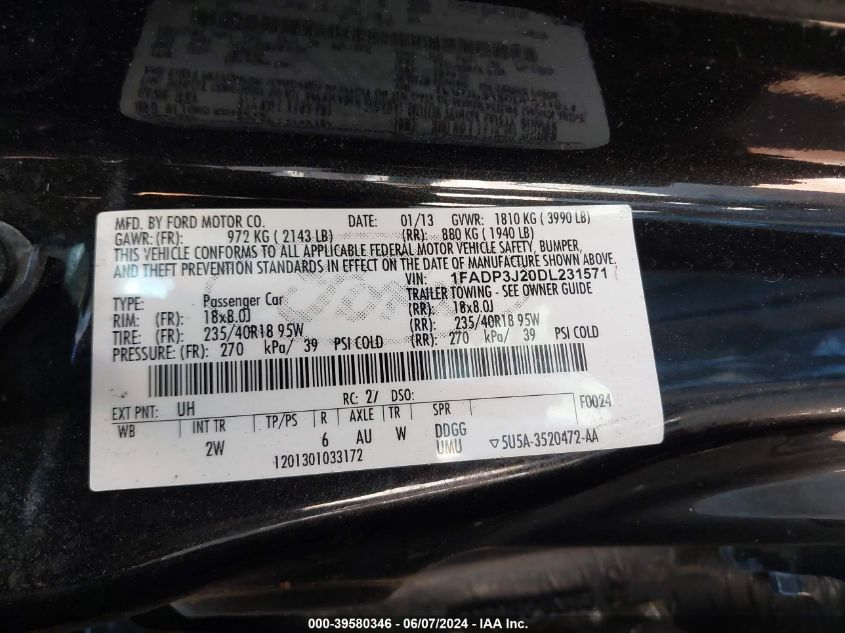 MFD. BY FORD MOTOR CO. DATE: 01/13 GVWR: 1810 KG ( 3990 LB)
GAWR: (FR): 972 KG ( 2143 LB) (RR): 880 KG ( 1940 LB)
THIS VEHICLE CONFORMS TO ALL APPLICABLE FEDERAL MOTOR VEHICLE SAFETY, BUMPER,
AND THEFT PREVENTION STANDARDS IN EFFECT ON THE DATE OF MANUFACTURE SHOWN ABOVE.
VIN: 1FADP3J20DL231571
TYPE: Passenger Car TRAILER TOWING - SEE OWNER GUIDE
RIM: (FR): 18x8.0J (RR): 18x8.0J
TIRE: (FR): 235/40R18 95W (RR): 235/40R18 95W
PRESSURE: (FR): 270 kPa/ 39 PSI COLD (RR): 270 kPa/ 39 PSI COLD
EXT PNT: UH RC: 27 DSO: F0024
WB INT TR TP/PS R AXLE TR SPR
2W 6 AU W DDGG
UMU
1201301033172 5U5A-3520472-AA
000-39580346 - 06/07/2024 - IAA Inc.